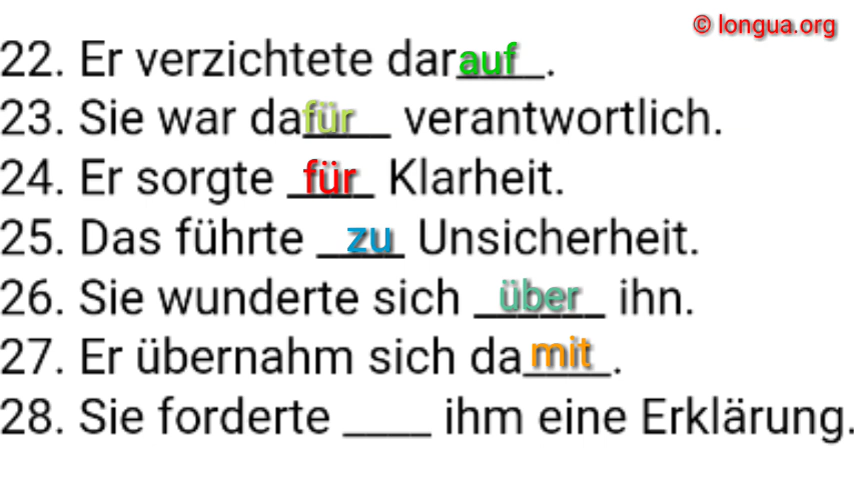 © longua.org
22. Er verzichtete darauf.
23. Sie war dafür verantwortlich.
24. Er sorgte für Klarheit.
25. Das führte zu Unsicherheit.
26. Sie wunderte sich über ihn.
27. Er übernahm sich damit.
28. Sie forderte ____ ihm eine Erklärung.